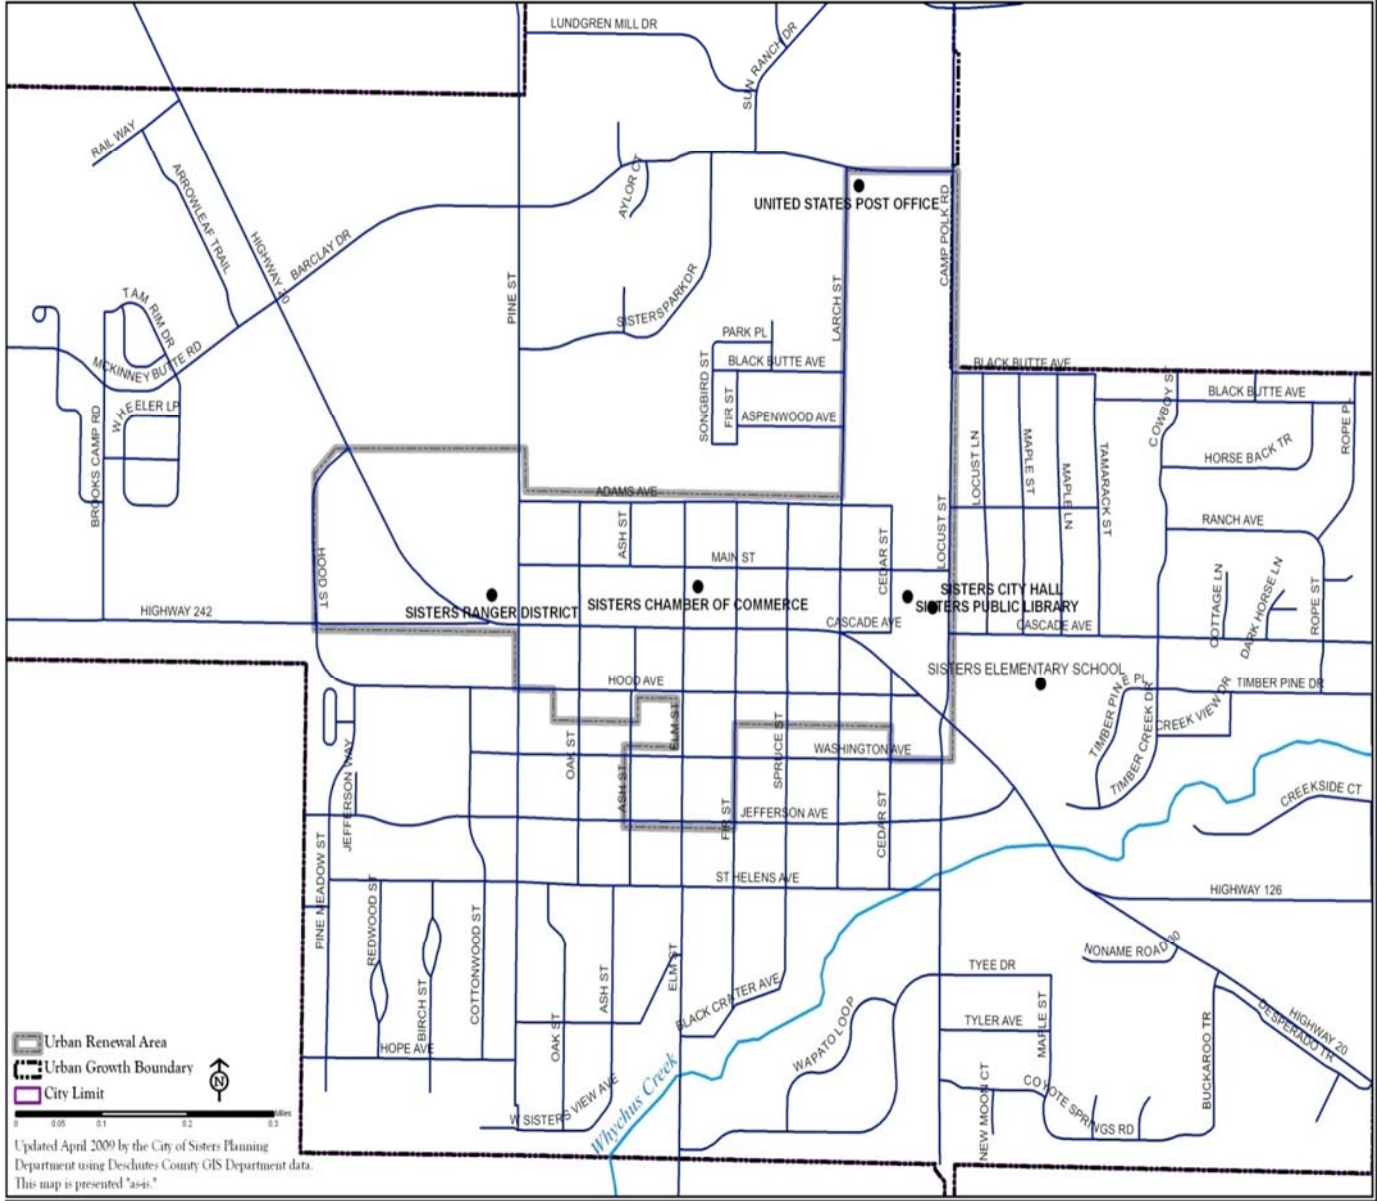 LUNDGREN MILL DR
SUN RANCH DR
RAIL WAY
ARROWLEAF TRAIL
HIGHWAY 20
BARCLAY DR
AYLOR CT
UNITED STATES POST OFFICE
CAMP POLK RD
PINE ST
SISTERS PARK DR
LARCH ST
TAM RIM DR
MCKINNEY BUTTE RD
PARK PL
BLACK BUTTE AVE
SONGBIRD ST
FIR ST
ASPENWOOD AVE
BLACK BUTTE AVE
BLACK BUTTE AVE
COWBOY ST
ROPE PL
WHEELER LP
BROOKS CAMP RD
HORSE BACK TR
LOCUST LN
MAPLE ST
MAPLE LN
TAMARACK ST
ADAMS AVE
ASH ST
RANCH AVE
LOCUST ST
CEDAR ST
MAIN ST
HOOD ST
COTTAGE LN
DARK HORSE LN
ROPE ST
SISTERS CITY HALL
SISTERS RANGER DISTRICT
SISTERS CHAMBER OF COMMERCE
SISTERS PUBLIC LIBRARY
HIGHWAY 242
CASCADE AVE
CASCADE AVE
SISTERS ELEMENTARY SCHOOL
HOOD AVE
TIMBER PINE PL
TIMBER PINE DR
ELM ST
OAK ST
SPRUCE ST
WASHINGTON AVE
TIMBER CREEK DR
CREEK VIEW DR
JEFFERSON WAY
ASH ST
FIR ST
JEFFERSON AVE
CEDAR ST
CREEKSIDE CT
PINE MEADOW ST
ST HELENS AVE
HIGHWAY 126
REDWOOD ST
COTTONWOOD ST
BIRCH ST
ASH ST
ELM ST
NONAME ROAD 30
TYEE DR
BLACK CRATER AVE
WAPATO LOOP
TYLER AVE
MAPLE ST
HIGHWAY 20
DESPERADO TR
BUCKAROO TR
OAK ST
HOPE AVE
W SISTERS VIEW AVE
Whychus Creek
NEW MOON CT
COYOTE SPRINGS RD
Urban Renewal Area
Urban Growth Boundary
N
City Limit
Miles
0 0.05 0.1 0.2 0.3
Updated April 2009 by the City of Sisters Planning
Department using Deschutes County GIS Department data.
This map is presented "as-is."